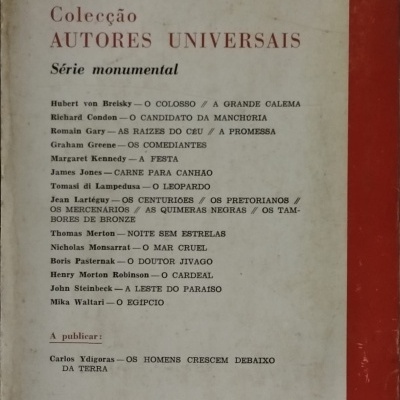 Colecção
AUTORES UNIVERSAIS
Série monumental
Hubert von Breisky — O COLOSSO // A GRANDE CALEMA
Richard Condon — O CANDIDATO DA MANCHÚRIA
Romain Gary — AS RAIZES DO CÉU // A PROMESSA
Graham Greene — OS COMEDIANTES
Margaret Kennedy — A FESTA
James Jones — CARNE PARA CANHÃO
Tomasi di Lampedusa — O LEOPARDO
Jean Lartéguy — OS CENTURIÕES // OS PRETORIANOS //
OS MERCENÁRIOS // AS QUIMERAS NEGRAS // OS TAM-
BORES DE BRONZE
Thomas Merton — NOITE SEM ESTRELAS
Nicholas Monsarrat — O MAR CRUEL
Boris Pasternak — O DOUTOR JIVAGO
Henry Morton Robinson — O CARDEAL
John Steinbeck — A LESTE DO PARAÍSO
Mika Waltari — O EGÍPCIO
A publicar:
Carlos Ydigoras — OS HOMENS CRESCEM DEBAIXO
DA TERRA